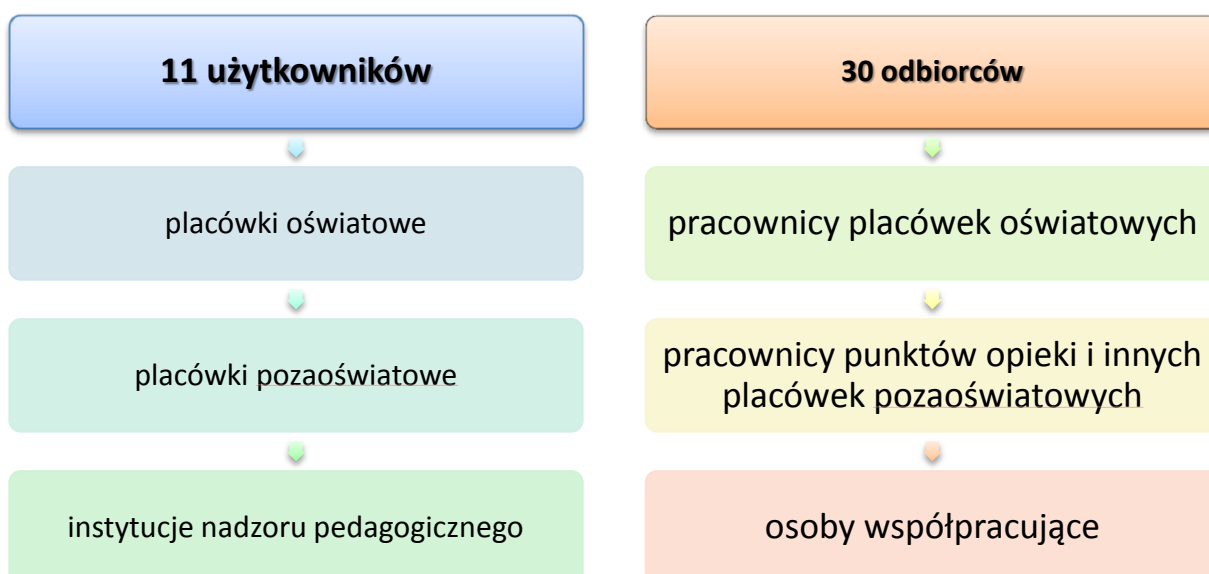 11 użytkowników
placówki oświatowe
placówki pozaoświatowe
instytucje nadzoru pedagogicznego
30 odbiorców
pracownicy placówek oświatowych
pracownicy punktów opieki i innych
placówek pozaoświatowych
osoby współpracujące